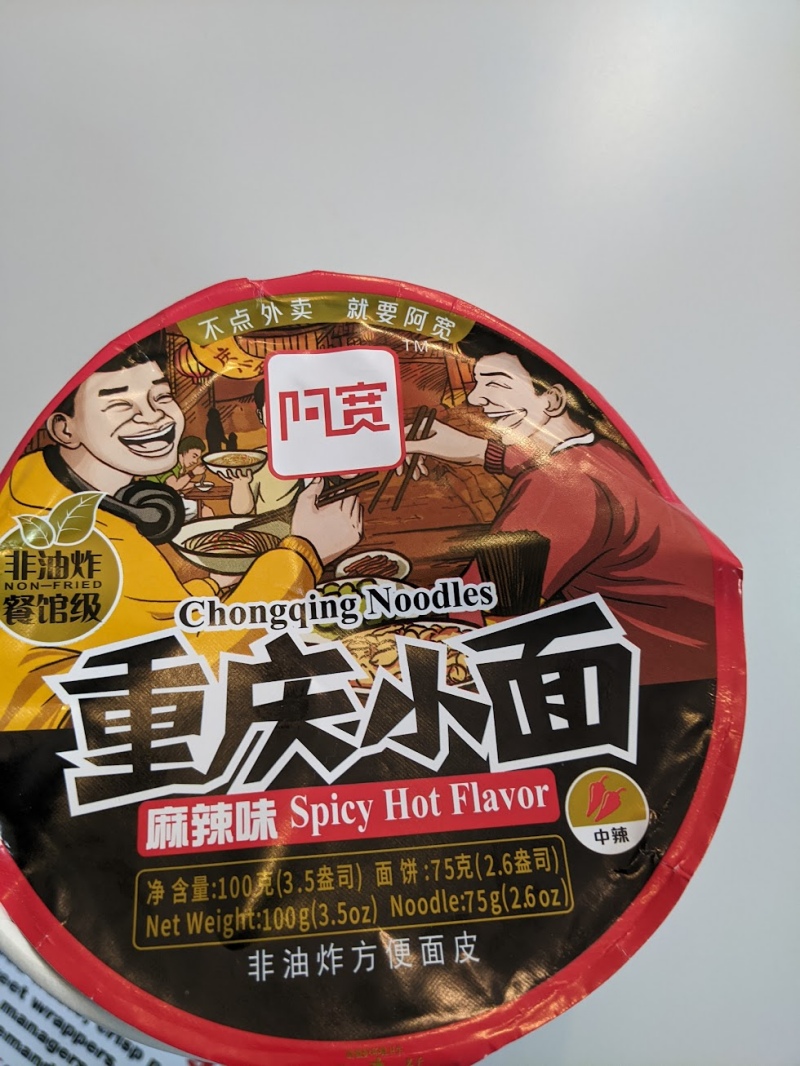 不点外卖 就要阿宽
TM
阿宽
非油炸
NON-FRIED
餐馆级
Chongqing Noodles
重庆小面
麻辣味 Spicy Hot Flavor
中辣
净含量:100克(3.5盎司) 面饼:75克(2.6盎司)
Net Weight:100g(3.5oz) Noodle:75g(2.6oz)
非油炸方便面皮